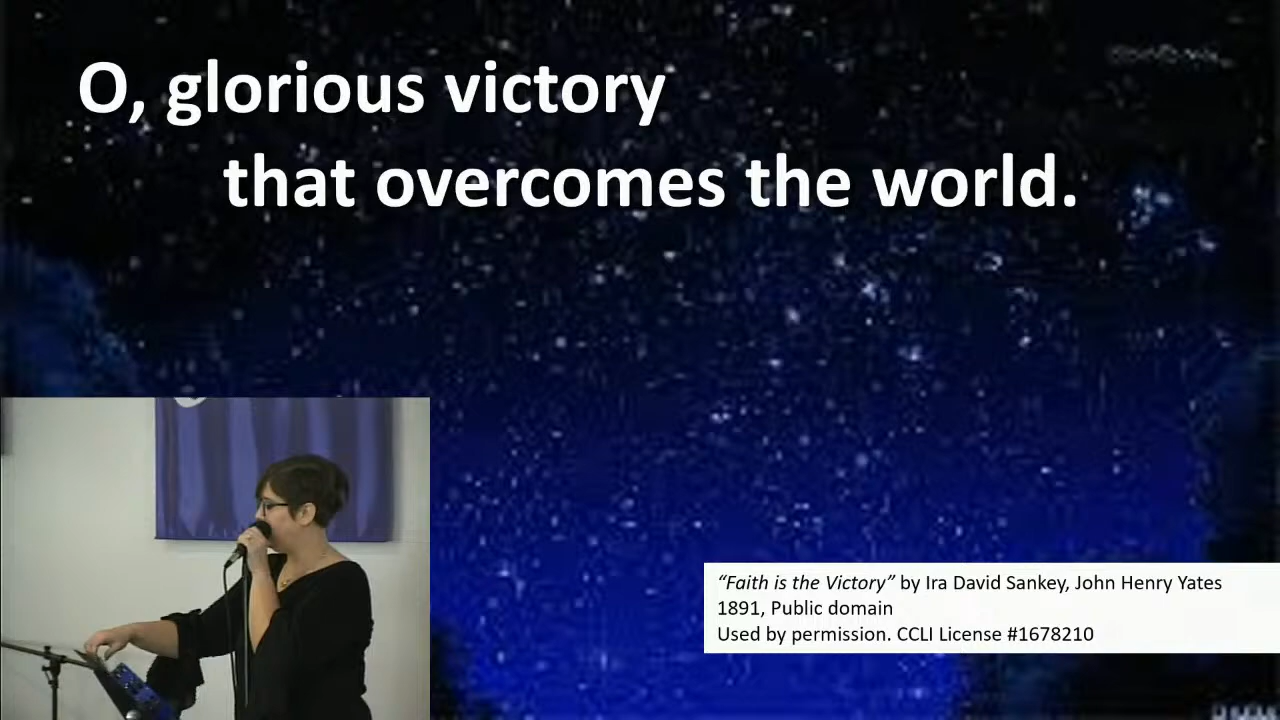 O, glorious victory
that overcomes the world.
“Faith is the Victory” by Ira David Sankey, John Henry Yates
1891, Public domain
Used by permission. CCLI License #1678210